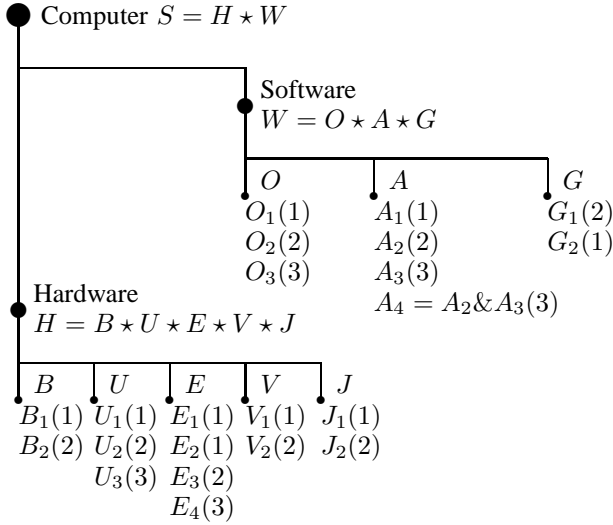 Computer S = H ⋆ W
Software
W = O ⋆ A ⋆ G
O A G
O₁(1) A₁(1) G₁(2)
O₂(2) A₂(2) G₂(1)
O₃(3) A₃(3)
A₄ = A₂&A₃(3)
Hardware
H = B ⋆ U ⋆ E ⋆ V ⋆ J
B U E V J
B₁(1) U₁(1) E₁(1) V₁(1) J₁(1)
B₂(2) U₂(2) E₂(1) V₂(2) J₂(2)
U₃(3) E₃(2)
E₄(3)